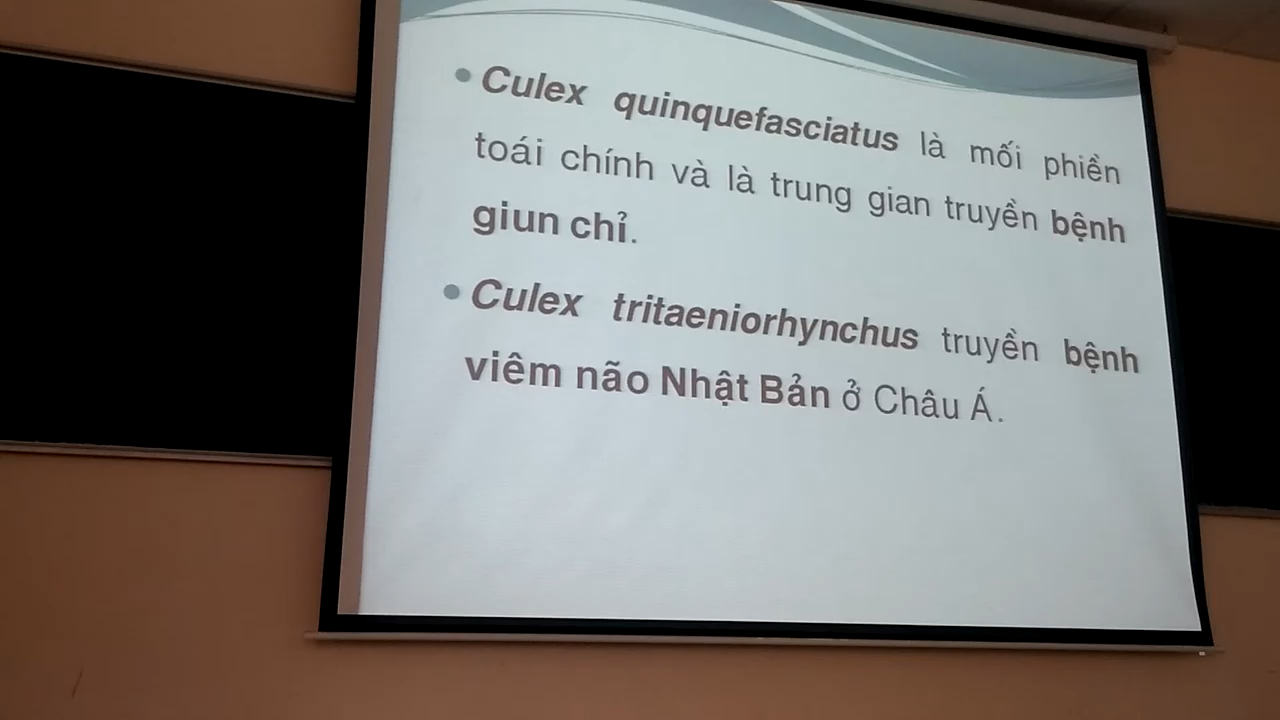 • Culex quinquefasciatus là mối phiền
toái chính và là trung gian truyền bệnh
giun chỉ.
• Culex tritaeniorhynchus truyền bệnh
viêm não Nhật Bản ở Châu Á.